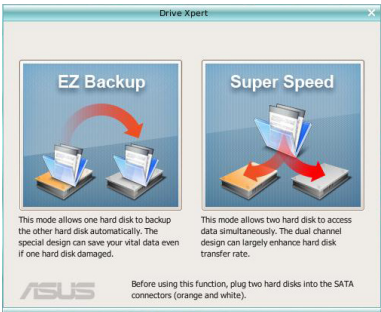 Drive Xpert
EZ Backup
Super Speed
This mode allows one hard disk to backup
the other hard disk automatically. The
special design can save your vital data even
if one hard disk damaged.
This mode allows two hard disk to access
data simultaneously. The dual channel
design can largely enhance hard disk
transfer rate.
ASUS
Before using this function, plug two hard disks into the SATA
connectors (orange and white).